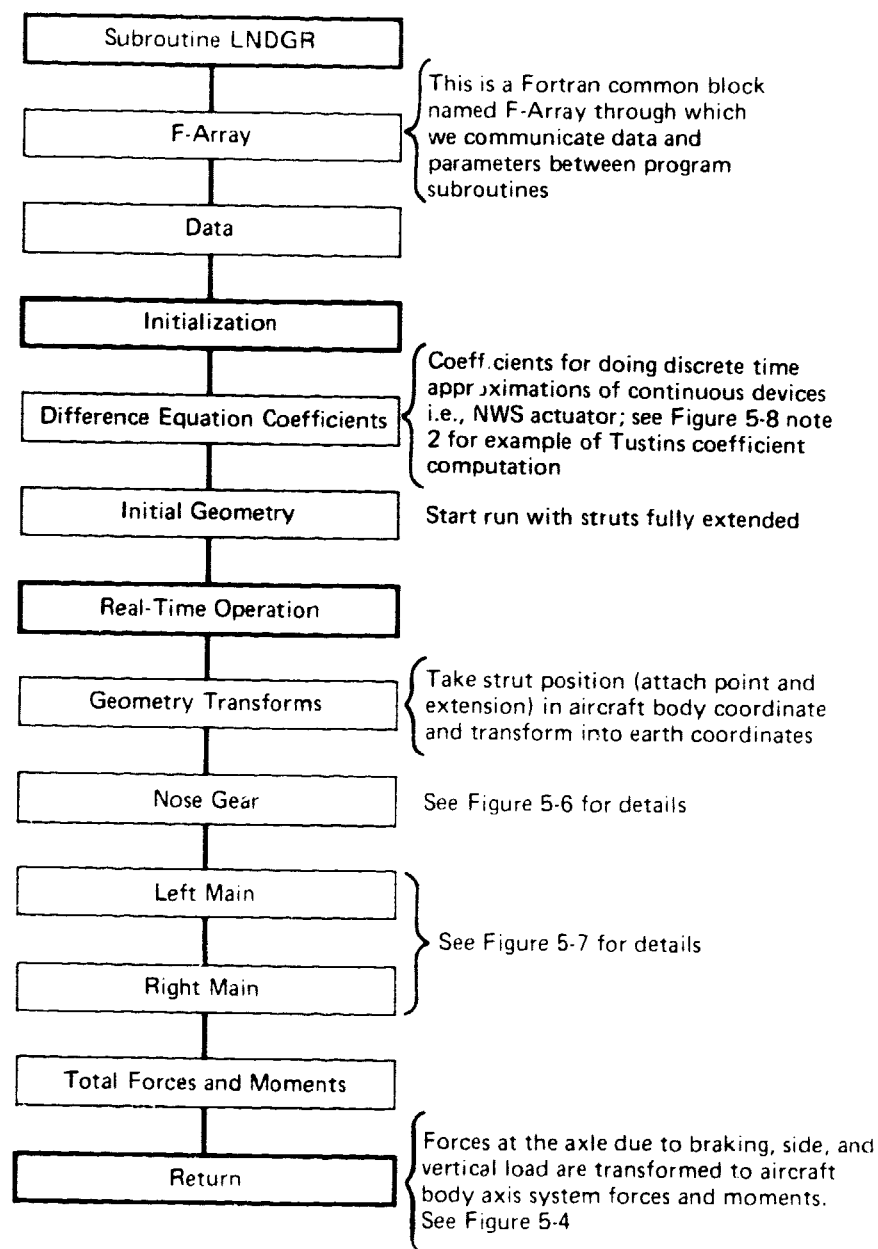 Subroutine LNDGR
This is a Fortran common block
named F-Array through which
we communicate data and
parameters between program
subroutines
F-Array
Data
Initialization
Coeff.cients for doing discrete time
appr oximations of continuous devices
i.e., NWS actuator; see Figure 5-8 note
2 for example of Tustins coefficient
computation
Difference Equation Coefficients
Initial Geometry
Start run with struts fully extended
Real-Time Operation
Geometry Transforms
Take strut position (attach point and
extension) in aircraft body coordinate
and transform into earth coordinates
Nose Gear
See Figure 5-6 for details
Left Main
See Figure 5-7 for details
Right Main
Total Forces and Moments
Return
Forces at the axle due to braking, side, and
vertical load are transformed to aircraft
body axis system forces and moments.
See Figure 5-4